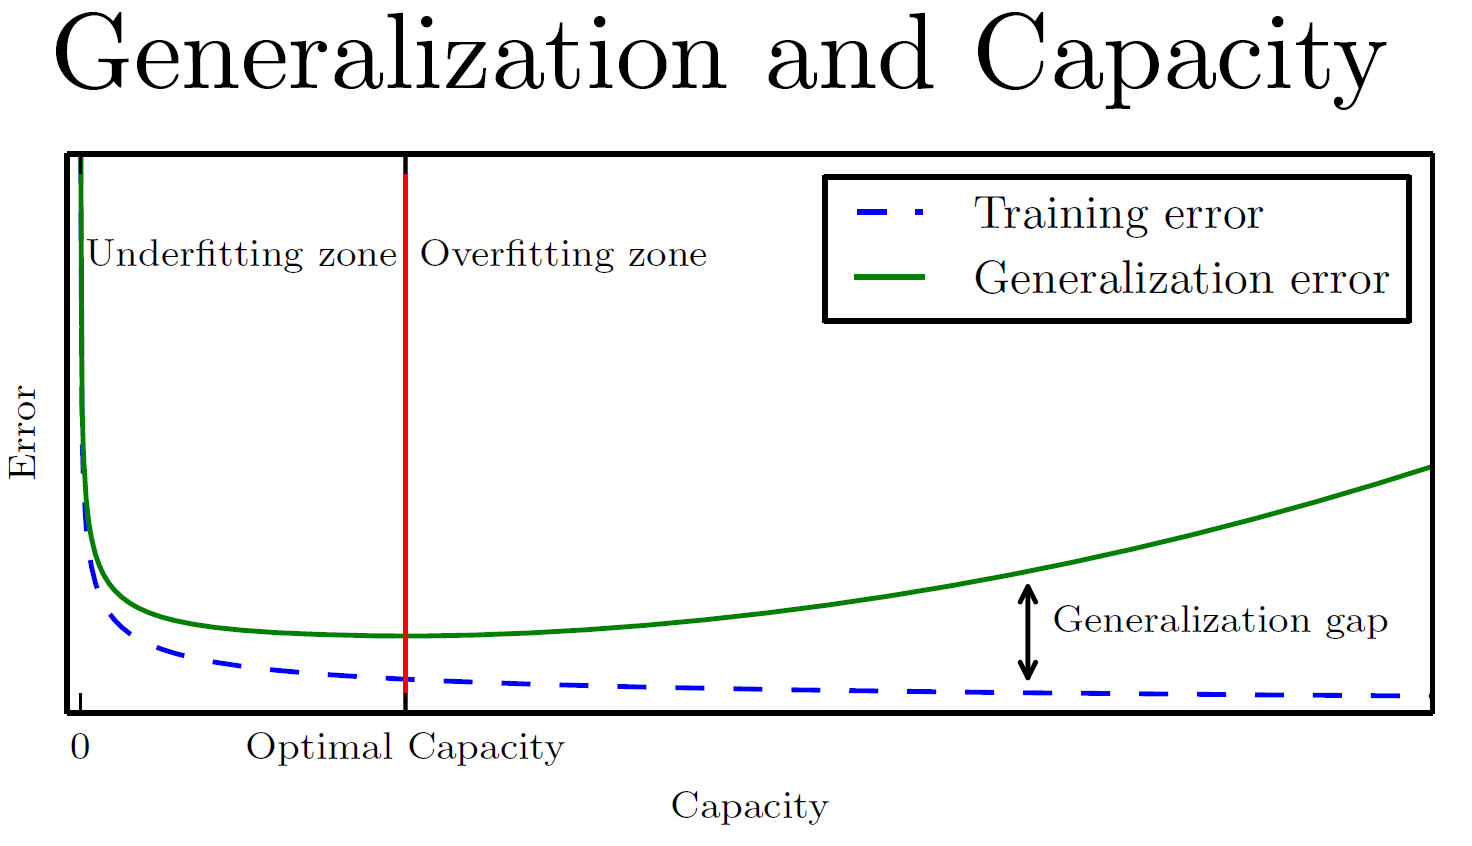 Generalization and Capacity
Training error
Generalization error
Underfitting zone
Overfitting zone
Error
Generalization gap
0
Optimal Capacity
Capacity